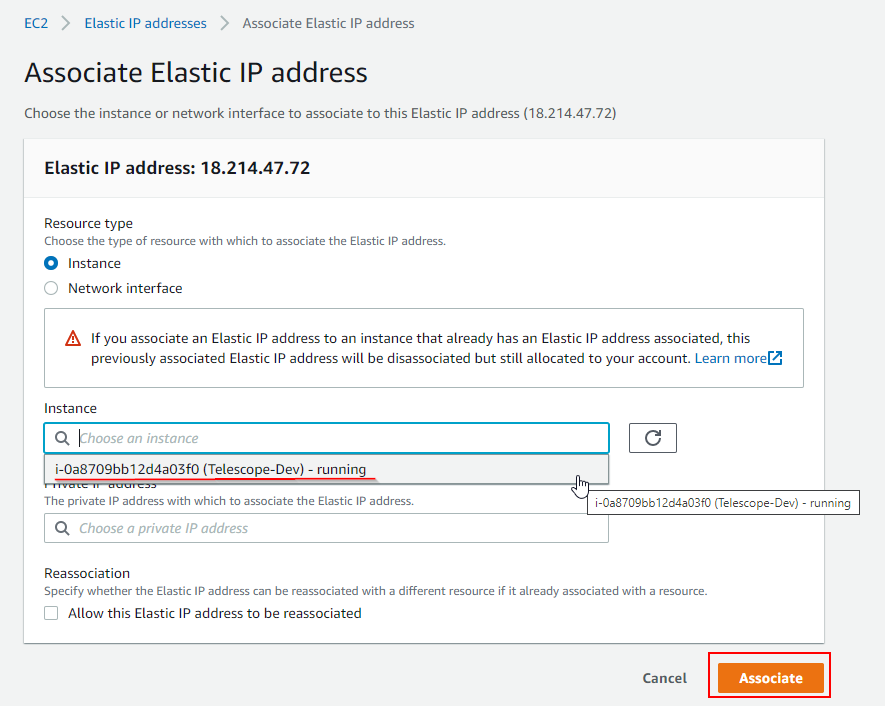 EC2 > Elastic IP addresses > Associate Elastic IP address
Associate Elastic IP address
Choose the instance or network interface to associate to this Elastic IP address (18.214.47.72)
Elastic IP address: 18.214.47.72
Resource type
Choose the type of resource with which to associate the Elastic IP address.
Instance
Network interface
If you associate an Elastic IP address to an instance that already has an Elastic IP address associated, this
previously associated Elastic IP address will be disassociated but still allocated to your account. Learn more
Instance
Choose an instance
i-0a8709bb12d4a03f0 (Telescope-Dev) - running
Private IP address
i-0a8709bb12d4a03f0 (Telescope-Dev) - running
The private IP address with which to associate the Elastic IP address.
Choose a private IP address
Reassociation
Specify whether the Elastic IP address can be reassociated with a different resource if it already associated with a resource.
Allow this Elastic IP address to be reassociated
Cancel
Associate